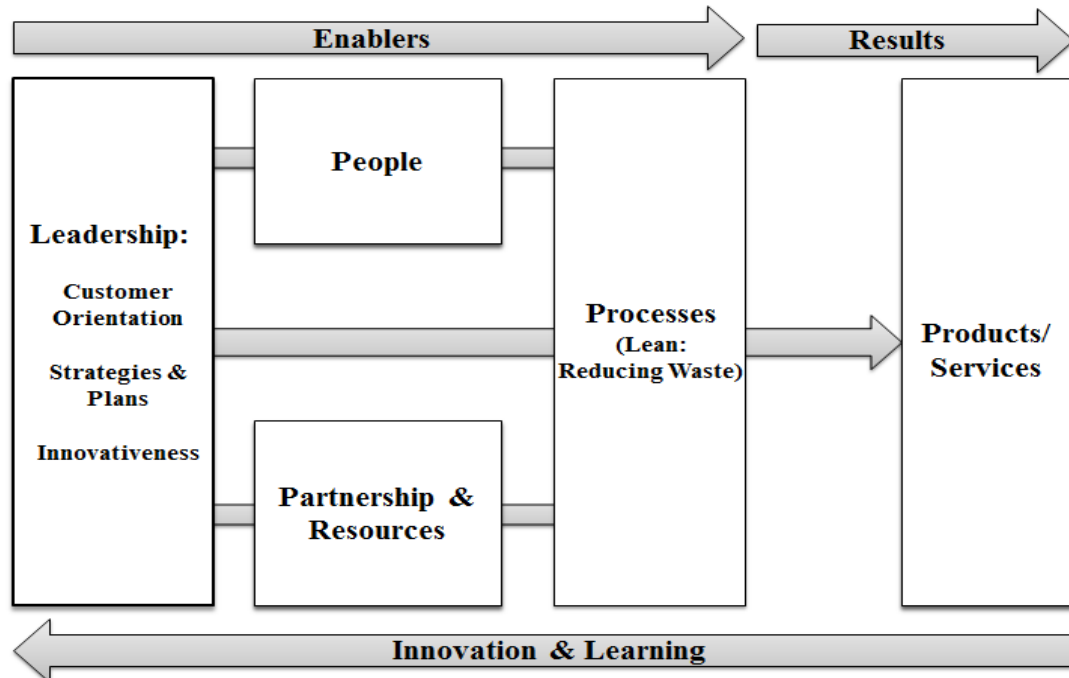 Enablers
Results
People
Leadership:
Customer
Orientation
Strategies &
Plans
Innovativeness
Processes
(Lean:
Reducing Waste)
Products/
Services
Partnership &
Resources
Innovation & Learning